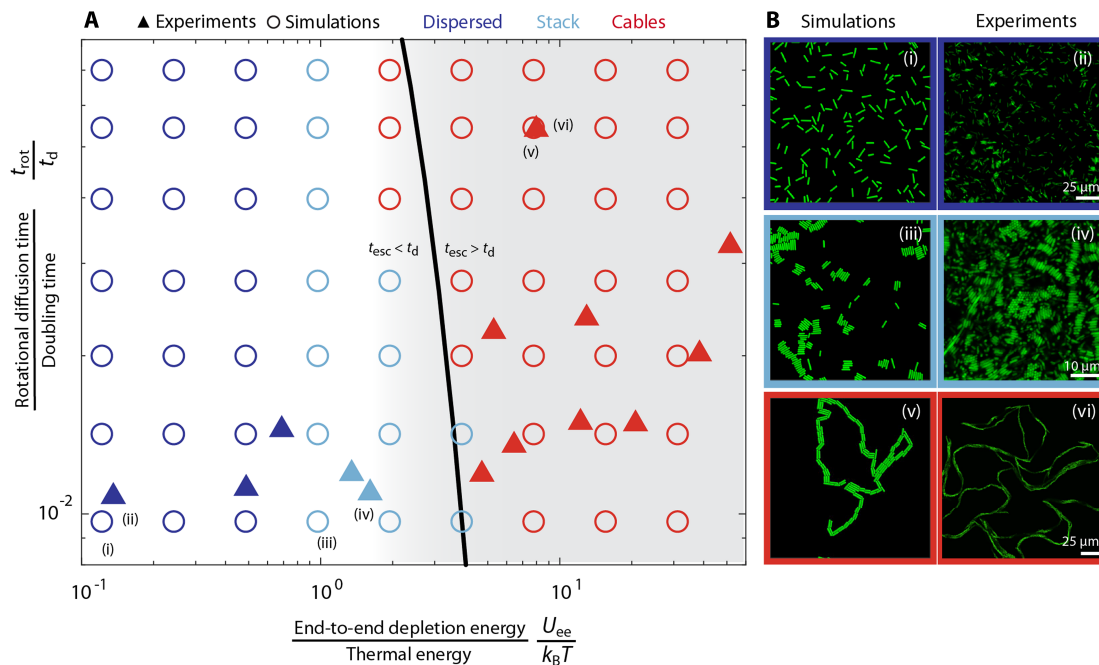 A
▲ Experiments ○ Simulations Dispersed Stack Cables
Rotational diffusion time
Doubling time
t_rot
t_d
10^-2
t_esc < t_d
t_esc > t_d
(vi)
(v)
(ii)
(i)
(iii)
(iv)
10^-1
10^0
10^1
End-to-end depletion energy
Thermal energy
U_ee
k_BT
B
Simulations Experiments
(i)
(ii)
25 µm
(iii)
(iv)
10 µm
(v)
(vi)
25 µm